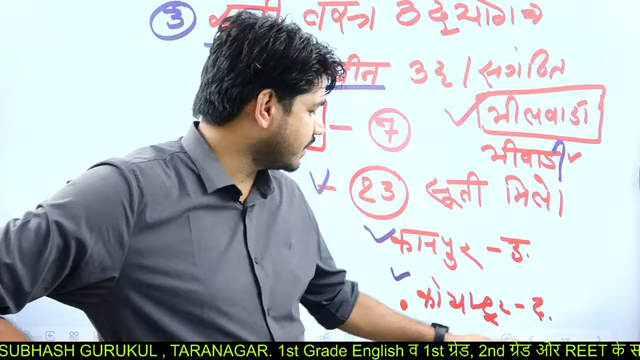 ③ सूती वस्त्र उद्योग ➔
चीन उद्द / संगठित
– ⑦ ✓ भीलवाडा
भीवाडी ✓
✓ – 23 सूती मिले।
✓ कानपुर – उ.
✓ • कोयम्टूर – द.
SUBHASH GURUKUL , TARANAGAR. 1st Grade English व 1st ग्रेड, 2nd ग्रेड और REET के